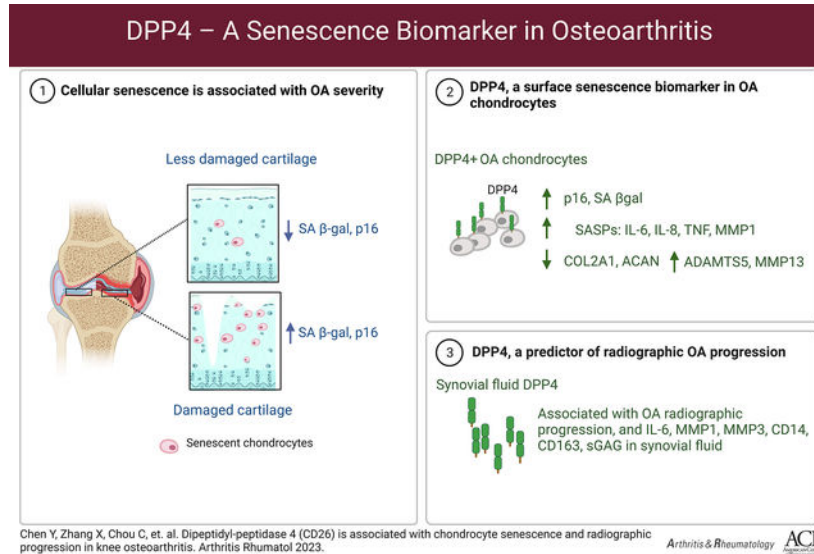 DPP4 – A Senescence Biomarker in Osteoarthritis
1 Cellular senescence is associated with OA severity
Less damaged cartilage
↓ SA β-gal, p16
↑ SA β-gal, p16
Damaged cartilage
Senescent chondrocytes
2 DPP4, a surface senescence biomarker in OA
chondrocytes
DPP4+ OA chondrocytes
DPP4
↑ p16, SA βgal
↑ SASPs: IL-6, IL-8, TNF, MMP1
↓ COL2A1, ACAN ↑ ADAMTS5, MMP13
3 DPP4, a predictor of radiographic OA progression
Synovial fluid DPP4
Associated with OA radiographic
progression, and IL-6, MMP1, MMP3, CD14,
CD163, sGAG in synovial fluid
Chen Y, Zhang X, Chou C, et. al. Dipeptidyl-peptidase 4 (CD26) is associated with chondrocyte senescence and radiographic
progression in knee osteoarthritis. Arthritis Rheumatol 2023.
Arthritis & Rheumatology